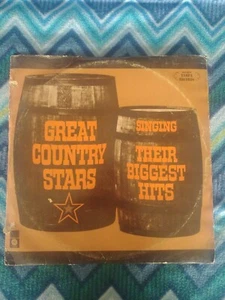 GREAT
COUNTRY
STARS
SINGING
THEIR
BIGGEST
HITS